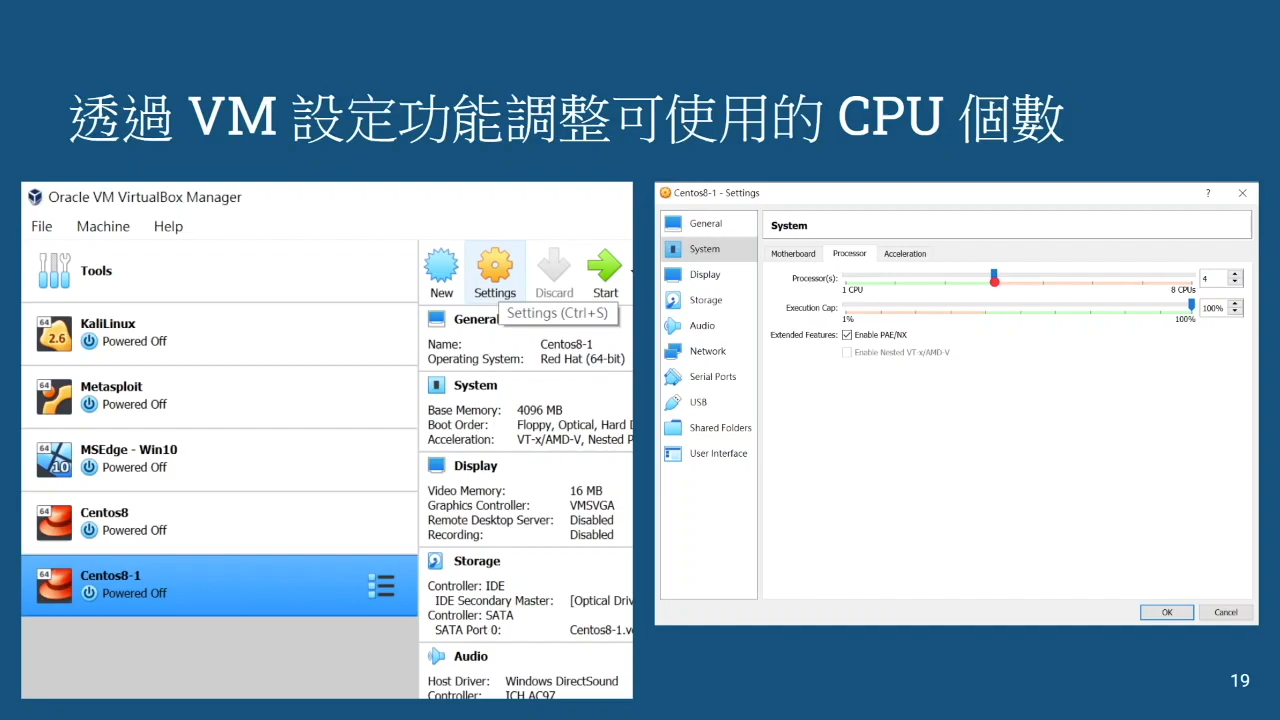 透過 VM 設定功能調整可使用的 CPU 個數
Oracle VM VirtualBox Manager
File Machine Help
Tools
64
2.6
KaliLinux
Powered Off
64
Metasploit
Powered Off
64
10
MSEdge - Win10
Powered Off
64
Centos8
Powered Off
64
Centos8-1
Powered Off
New Settings Discard Start
Settings (Ctrl+S)
General
Name: Centos8-1
Operating System: Red Hat (64-bit)
System
Base Memory: 4096 MB
Boot Order: Floppy, Optical, Hard
Acceleration: VT-x/AMD-V, Nested
Display
Video Memory: 16 MB
Graphics Controller: VMSVGA
Remote Desktop Server: Disabled
Recording: Disabled
Storage
Controller: IDE
IDE Secondary Master: [Optical
Controller: SATA
SATA Port 0: Centos8-1.v
Audio
Host Driver: Windows DirectSound
Controller: ICH AC97
Centos8-1 - Settings ?
General
System
Display
Storage
Audio
Network
Serial Ports
USB
Shared Folders
User Interface
System
Motherboard Processor Acceleration
Processor(s): 4
1 CPU 8 CPUs
Execution Cap: 100%
1% 100%
Extended Features: Enable PAE/NX
Enable Nested VT-x/AMD-V
OK Cancel
19